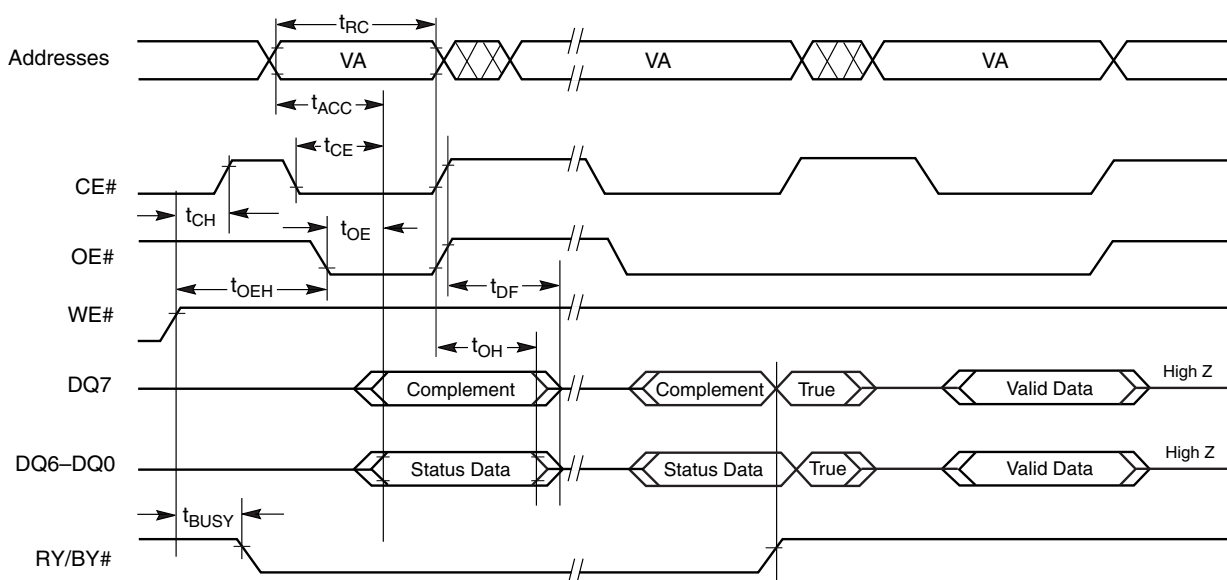 tRC
Addresses VA VA VA
tACC
tCE
CE#
tCH
tOE
OE#
tOEH tDF
WE#
tOH
DQ7 Complement Complement True Valid Data High Z
DQ6–DQ0 Status Data Status Data True Valid Data High Z
tBUSY
RY/BY#